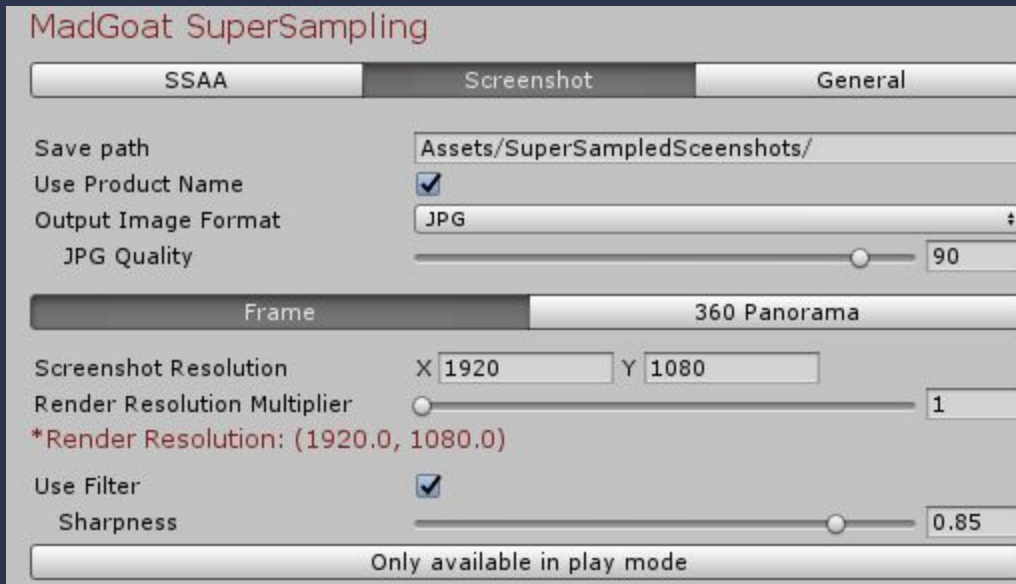 MadGoat SuperSampling
SSAA Screenshot General
Save path Assets/SuperSampledSceenshots/
Use Product Name
Output Image Format JPG
JPG Quality 90
Frame 360 Panorama
Screenshot Resolution X 1920 Y 1080
Render Resolution Multiplier 1
*Render Resolution: (1920.0, 1080.0)
Use Filter
Sharpness 0.85
Only available in play mode